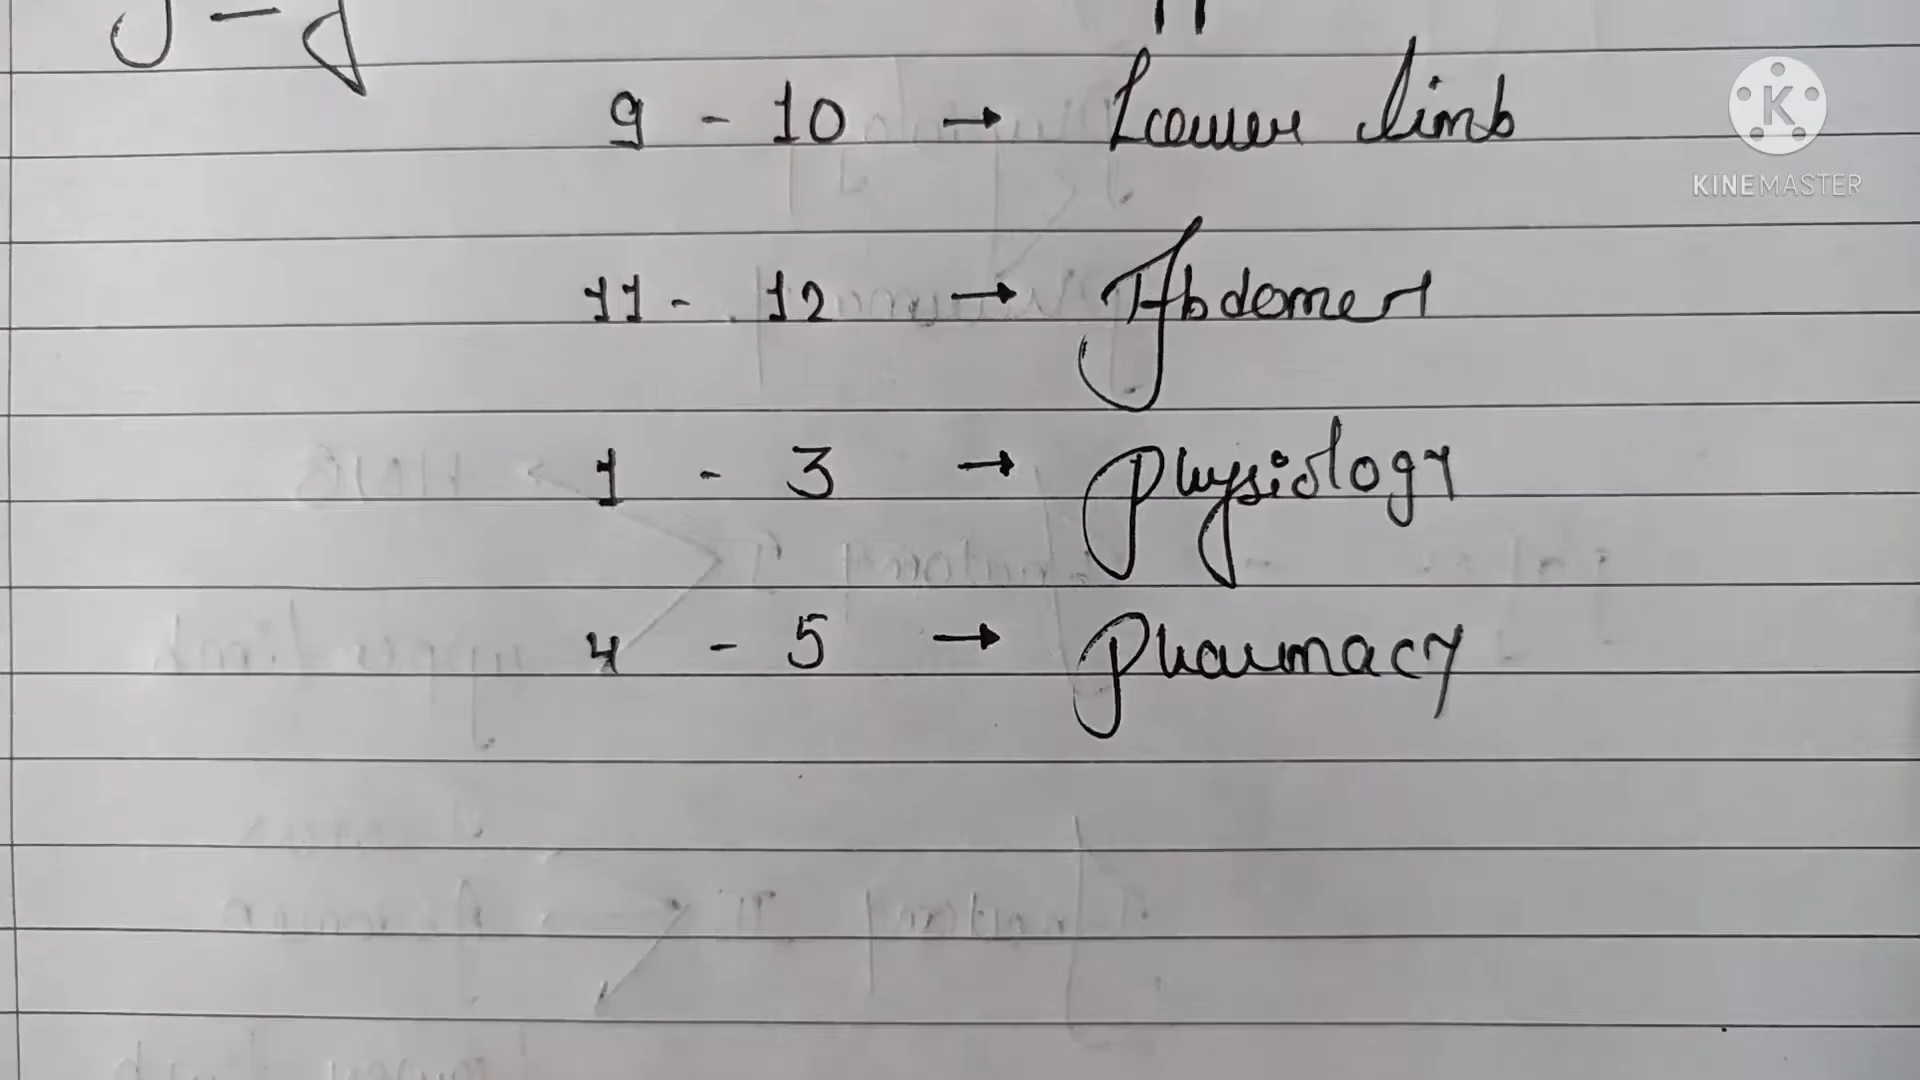 9 - 10 → Lower limb
KINEMASTER
11 - 12 → Abdomen
1 - 3 → Physiology
4 - 5 → Pharmacy